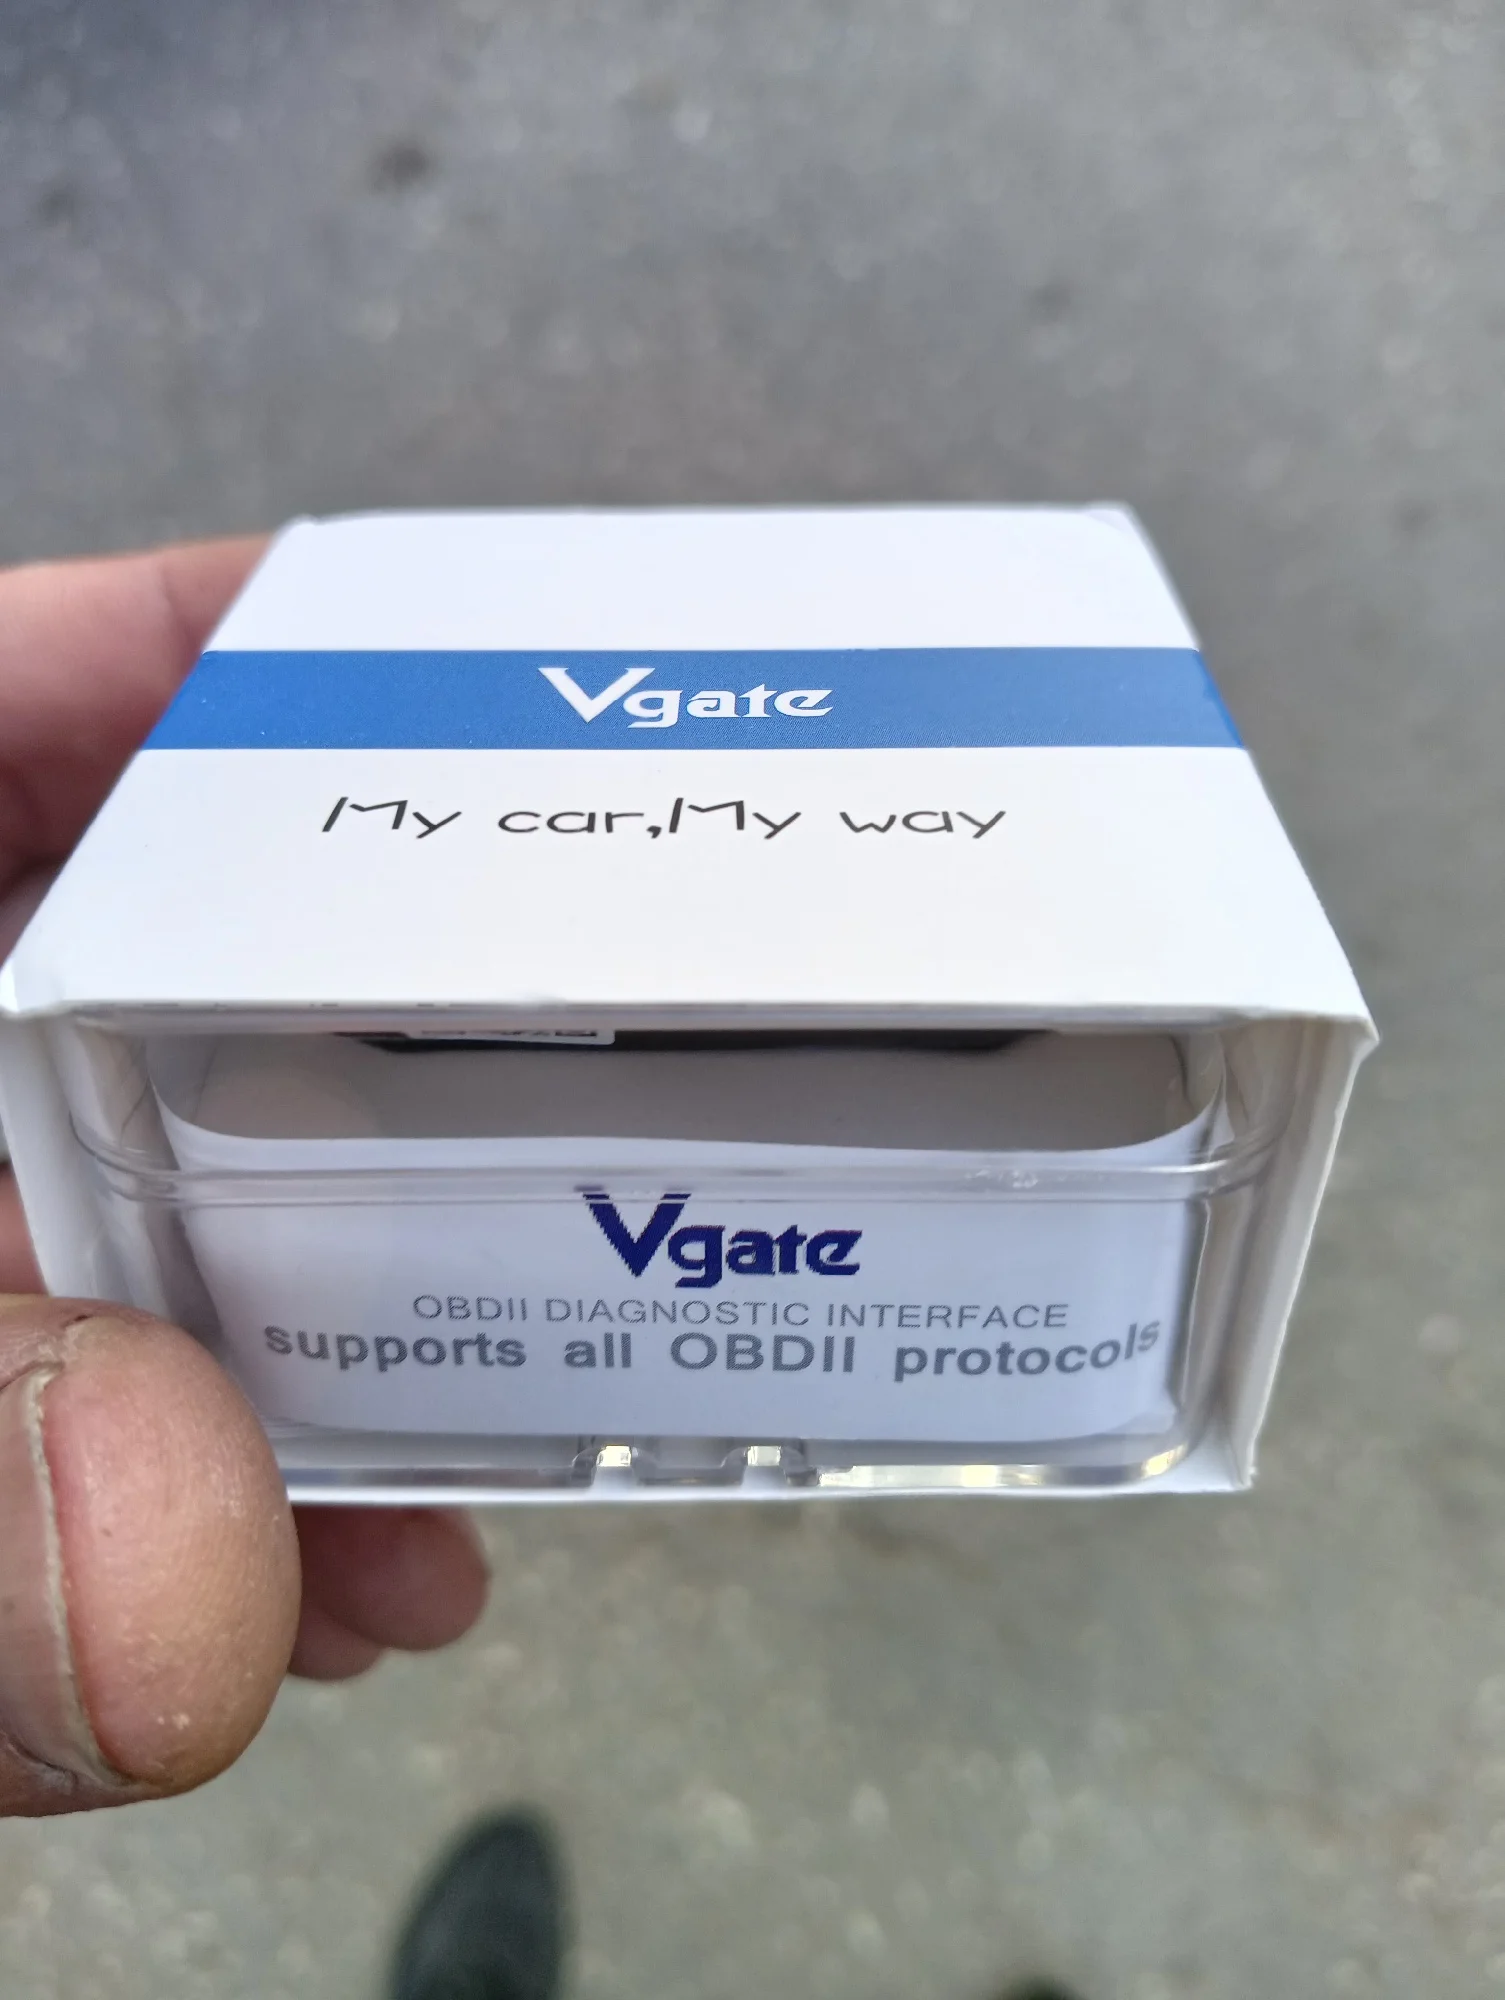 Vgate
My car,My way
Vgate
OBDII DIAGNOSTIC INTERFACE
supports all OBDII protocols